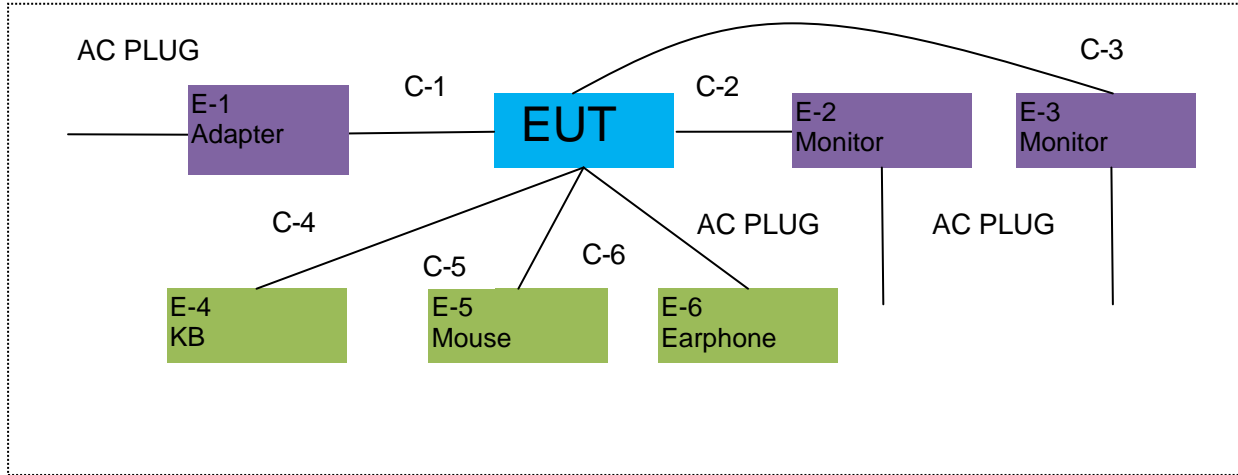 AC PLUG
C-3
C-1
C-2
E-1
Adapter
EUT
E-2
Monitor
E-3
Monitor
C-4
AC PLUG
AC PLUG
C-5
C-6
E-4
KB
E-5
Mouse
E-6
Earphone